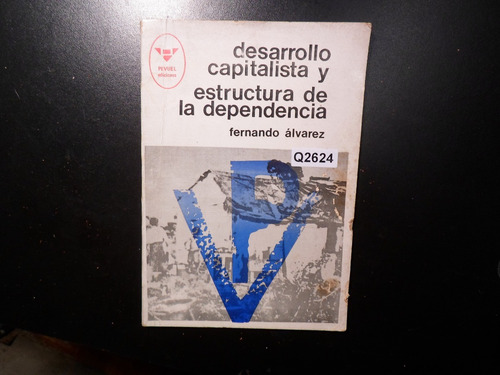 desarrollo
capitalista y
estructura de
la dependencia
fernando álvarez
Q2624